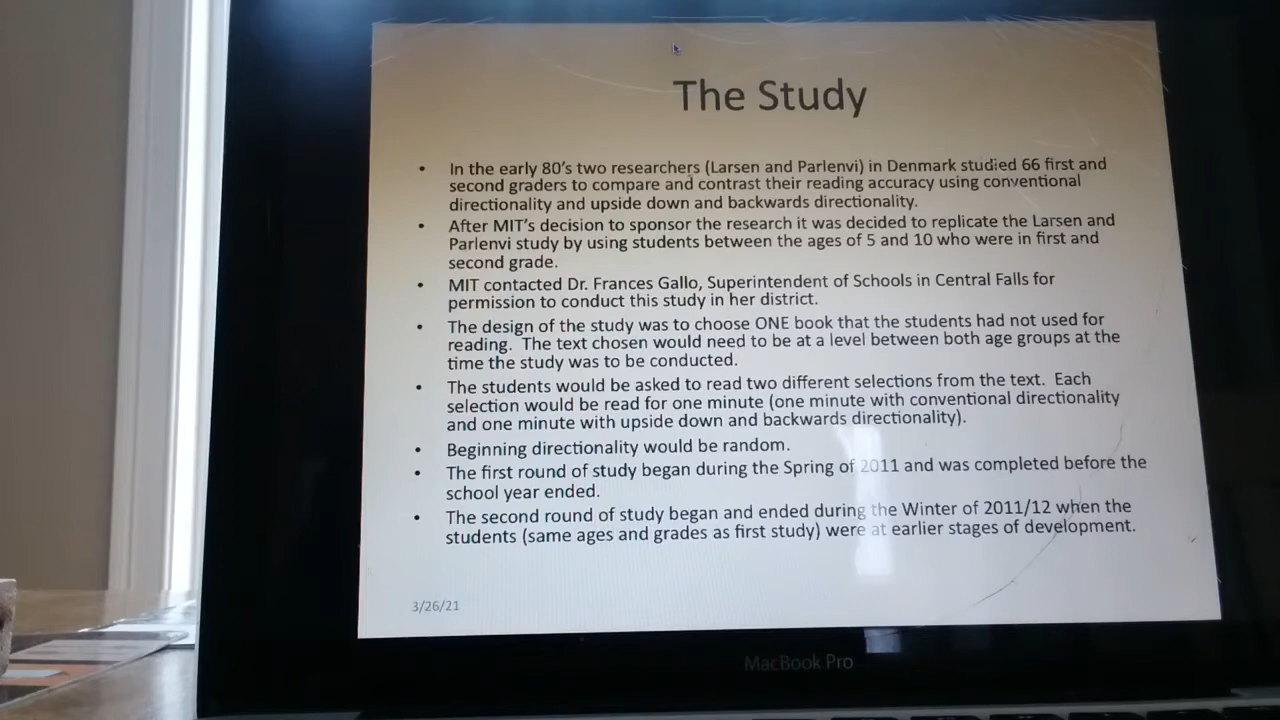 The Study
• In the early 80's two researchers (Larsen and Parlenvi) in Denmark studied 66 first and
second graders to compare and contrast their reading accuracy using conventional
directionality and upside down and backwards directionality.
• After MIT's decision to sponsor the research it was decided to replicate the Larsen and
Parlenvi study by using students between the ages of 5 and 10 who were in first and
second grade.
• MIT contacted Dr. Frances Gallo, Superintendent of Schools in Central Falls for
permission to conduct this study in her district.
• The design of the study was to choose ONE book that the students had not used for
reading. The text chosen would need to be at a level between both age groups at the
time the study was to be conducted.
• The students would be asked to read two different selections from the text. Each
selection would be read for one minute (one minute with conventional directionality
and one minute with upside down and backwards directionality).
• Beginning directionality would be random.
• The first round of study began during the Spring of 2011 and was completed before the
school year ended.
• The second round of study began and ended during the Winter of 2011/12 when the
students (same ages and grades as first study) were at earlier stages of development.
3/26/21
MacBook Pro